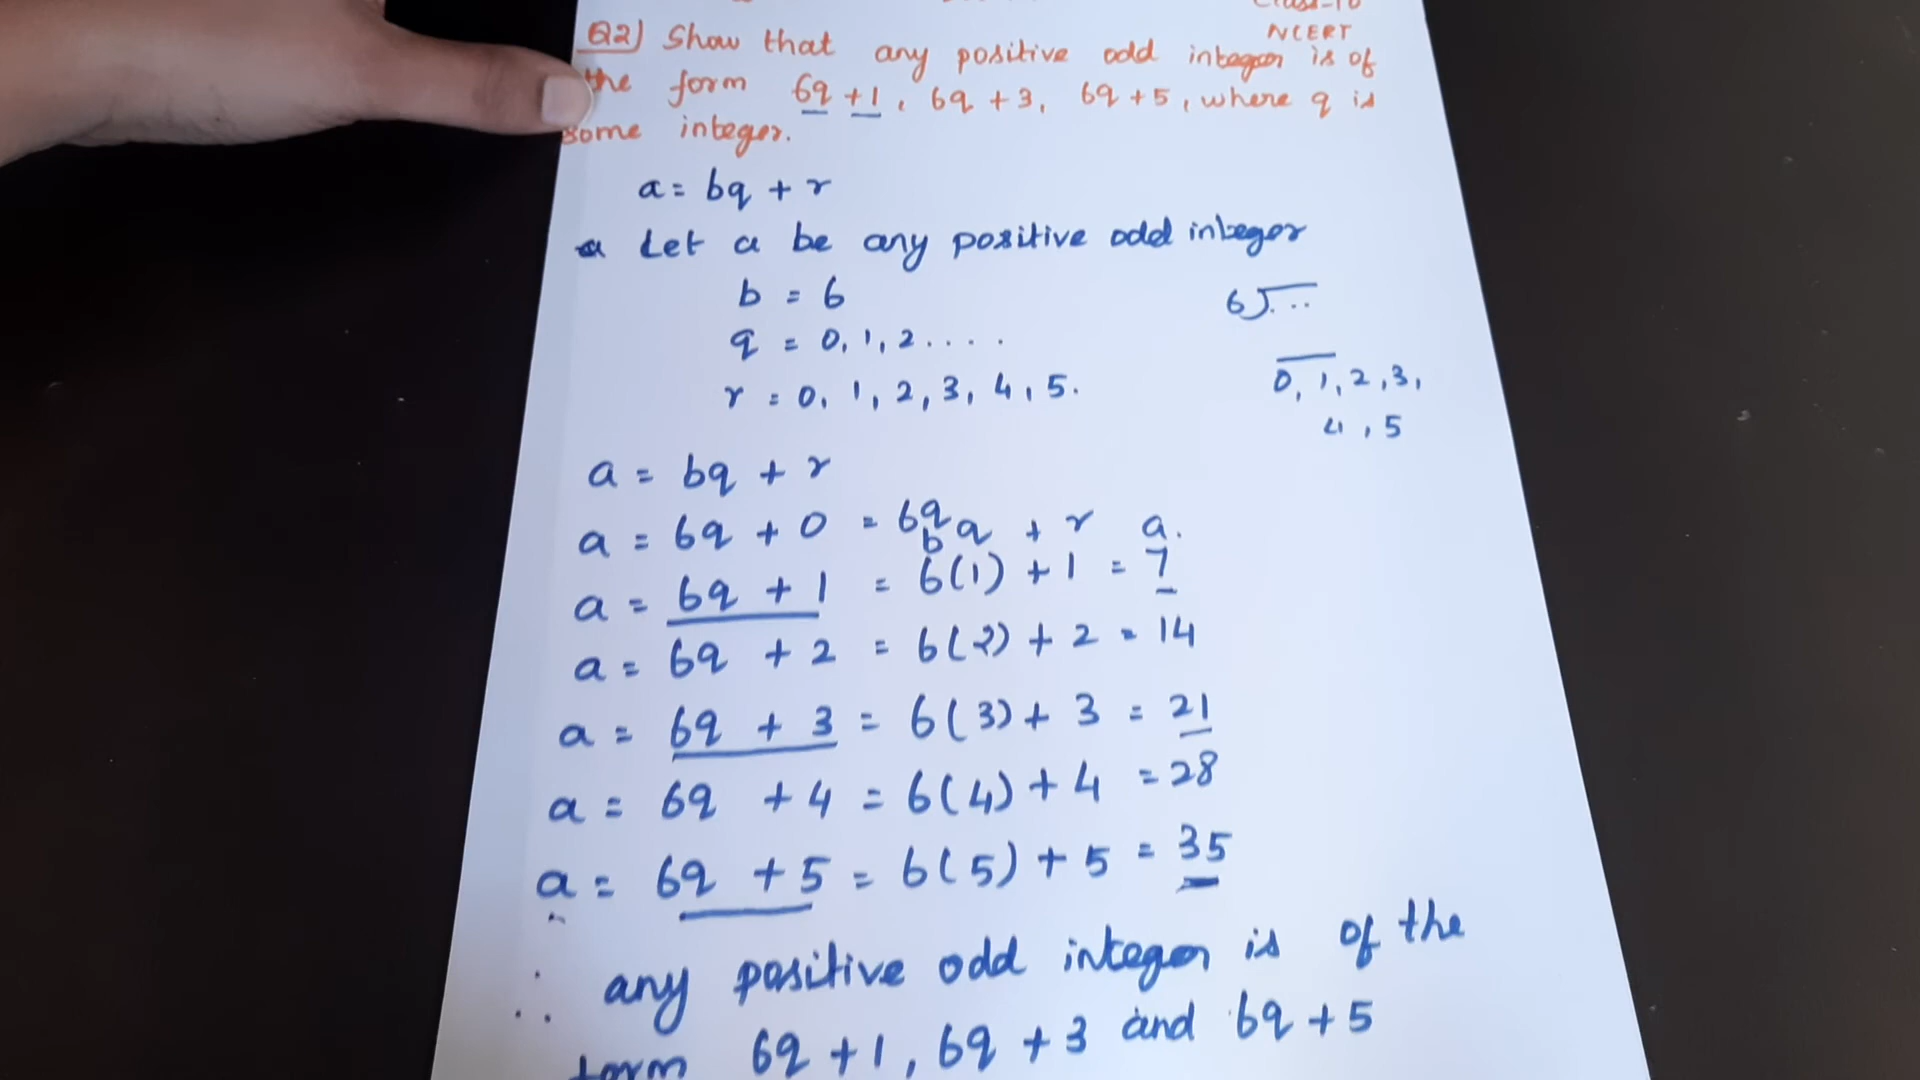 NCERT
Q2) Show that any positive odd integer is of
the form 6q +1, 6q +3, 6q +5, where q is
some integer.
a = bq + r
Let a be any positive odd integer
b = 6
q = 0, 1, 2 ....
r = 0, 1, 2, 3, 4, 5.
6) ...
0, 1, 2, 3,
4, 5
a = bq + r
a = 6q + 0 = 6q
b q + r a.
a = 6q + 1 = 6(1) + 1 = 7
a = 6q + 2 = 6(2) + 2 = 14
a = 6q + 3 = 6(3) + 3 = 21
a = 6q + 4 = 6(4) + 4 = 28
a = 6q + 5 = 6(5) + 5 = 35
∴ any positive odd integer is of the
form 6q +1, 6q + 3 and 6q + 5